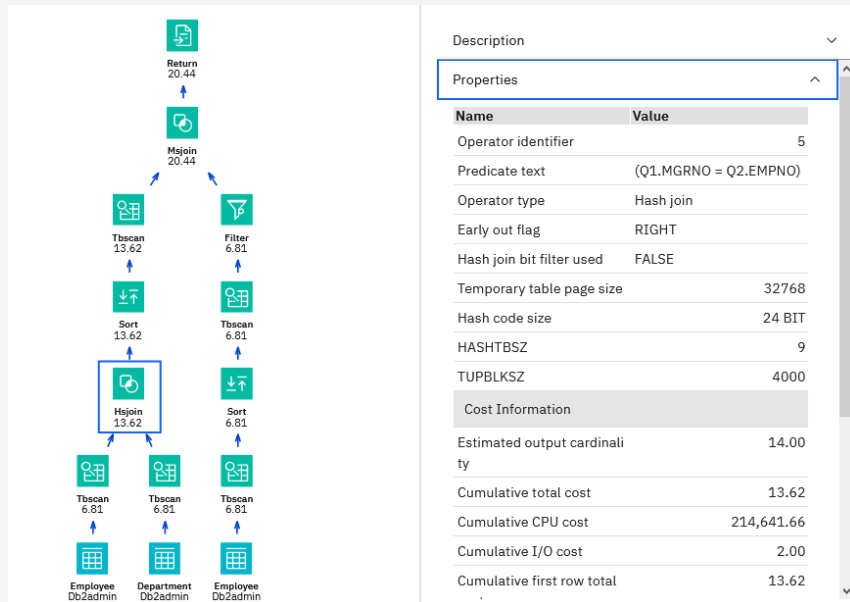 Return
20.44
Msjoin
20.44
Tbscan
13.62
Filter
6.81
Sort
13.62
Tbscan
6.81
Hsjoin
13.62
Sort
6.81
Tbscan
6.81
Tbscan
6.81
Tbscan
6.81
Employee
Db2admin
Department
Db2admin
Employee
Db2admin
Description
Properties
Name Value
Operator identifier 5
Predicate text (Q1.MGRNO = Q2.EMPNO)
Operator type Hash join
Early out flag RIGHT
Hash join bit filter used FALSE
Temporary table page size 32768
Hash code size 24 BIT
HASHTBSZ 9
TUPBLKSZ 4000
Cost Information
Estimated output cardinali 14.00
ty
Cumulative total cost 13.62
Cumulative CPU cost 214,641.66
Cumulative I/O cost 2.00
Cumulative first row total 13.62